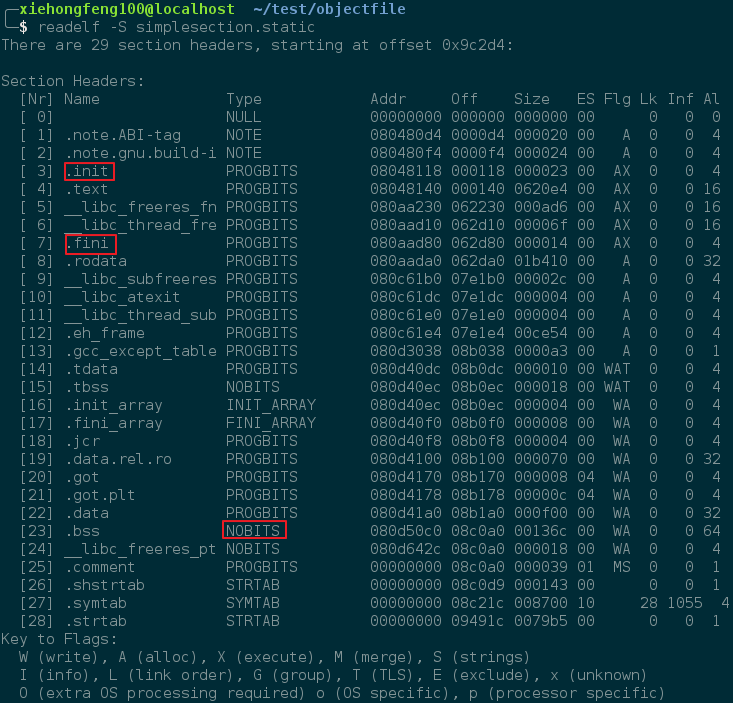 xiehongfeng100@localhost ~/test/objectfile
$ readelf -S simplesection.static
There are 29 section headers, starting at offset 0x9c2d4:
Section Headers:
[Nr] Name Type Addr Off Size ES Flg Lk Inf Al
[ 0] NULL 00000000 000000 000000 00 0 0 0
[ 1] .note.ABI-tag NOTE 080480d4 0000d4 000020 00 A 0 0 4
[ 2] .note.gnu.build-i NOTE 080480f4 0000f4 000024 00 A 0 0 4
[ 3] .init PROGBITS 08048118 000118 000023 00 AX 0 0 4
[ 4] .text PROGBITS 08048140 000140 0620e4 00 AX 0 0 16
[ 5] __libc_freeres_fn PROGBITS 080aa230 062230 000ad6 00 AX 0 0 16
[ 6] __libc_thread_fre PROGBITS 080aad10 062d10 00006f 00 AX 0 0 16
[ 7] .fini PROGBITS 080aad80 062d80 000014 00 AX 0 0 4
[ 8] .rodata PROGBITS 080aada0 062da0 01b410 00 A 0 0 32
[ 9] __libc_subfreeres PROGBITS 080c61b0 07e1b0 00002c 00 A 0 0 4
[10] __libc_atexit PROGBITS 080c61dc 07e1dc 000004 00 A 0 0 4
[11] __libc_thread_sub PROGBITS 080c61e0 07e1e0 000004 00 A 0 0 4
[12] .eh_frame PROGBITS 080c61e4 07e1e4 00ce54 00 A 0 0 4
[13] .gcc_except_table PROGBITS 080d3038 08b038 0000a3 00 A 0 0 1
[14] .tdata PROGBITS 080d40dc 08b0dc 000010 00 WAT 0 0 4
[15] .tbss NOBITS 080d40ec 08b0ec 000018 00 WAT 0 0 4
[16] .init_array INIT_ARRAY 080d40ec 08b0ec 000004 00 WA 0 0 4
[17] .fini_array FINI_ARRAY 080d40f0 08b0f0 000008 00 WA 0 0 4
[18] .jcr PROGBITS 080d40f8 08b0f8 000004 00 WA 0 0 4
[19] .data.rel.ro PROGBITS 080d4100 08b100 000070 00 WA 0 0 32
[20] .got PROGBITS 080d4170 08b170 000008 04 WA 0 0 4
[21] .got.plt PROGBITS 080d4178 08b178 00000c 04 WA 0 0 4
[22] .data PROGBITS 080d41a0 08b1a0 000f00 00 WA 0 0 32
[23] .bss NOBITS 080d50c0 08c0a0 00136c 00 WA 0 0 64
[24] __libc_freeres_pt NOBITS 080d642c 08c0a0 000018 00 WA 0 0 4
[25] .comment PROGBITS 00000000 08c0a0 000039 01 MS 0 0 1
[26] .shstrtab STRTAB 00000000 08c0d9 000143 00 0 0 1
[27] .symtab SYMTAB 00000000 08c21c 008700 10 28 1055 4
[28] .strtab STRTAB 00000000 09491c 0079b5 00 0 0 1
Key to Flags:
W (write), A (alloc), X (execute), M (merge), S (strings)
I (info), L (link order), G (group), T (TLS), E (exclude), x (unknown)
O (extra OS processing required) o (OS specific), p (processor specific)